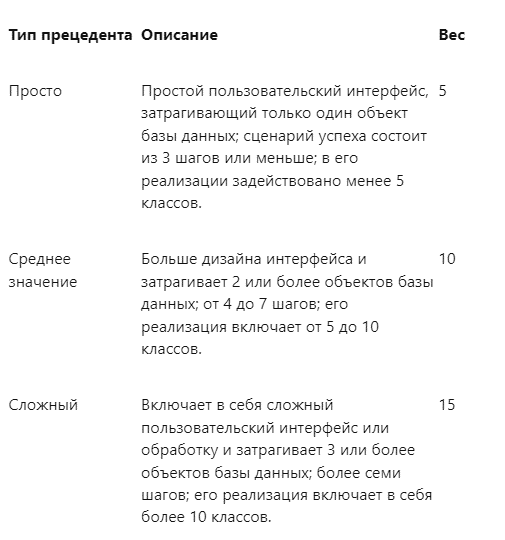 Тип прецедента Описание Вес
Просто Простой пользовательский интерфейс, 5
затрагивающий только один объект
базы данных; сценарий успеха состоит
из 3 шагов или меньше; в его
реализации задействовано менее 5
классов.
Среднее Больше дизайна интерфейса и 10
значение затрагивает 2 или более объектов базы
данных; от 4 до 7 шагов; его
реализация включает от 5 до 10
классов.
Сложный Включает в себя сложный 15
пользовательский интерфейс или
обработку и затрагивает 3 или более
объектов базы данных; более семи
шагов; его реализация включает в себя
более 10 классов.